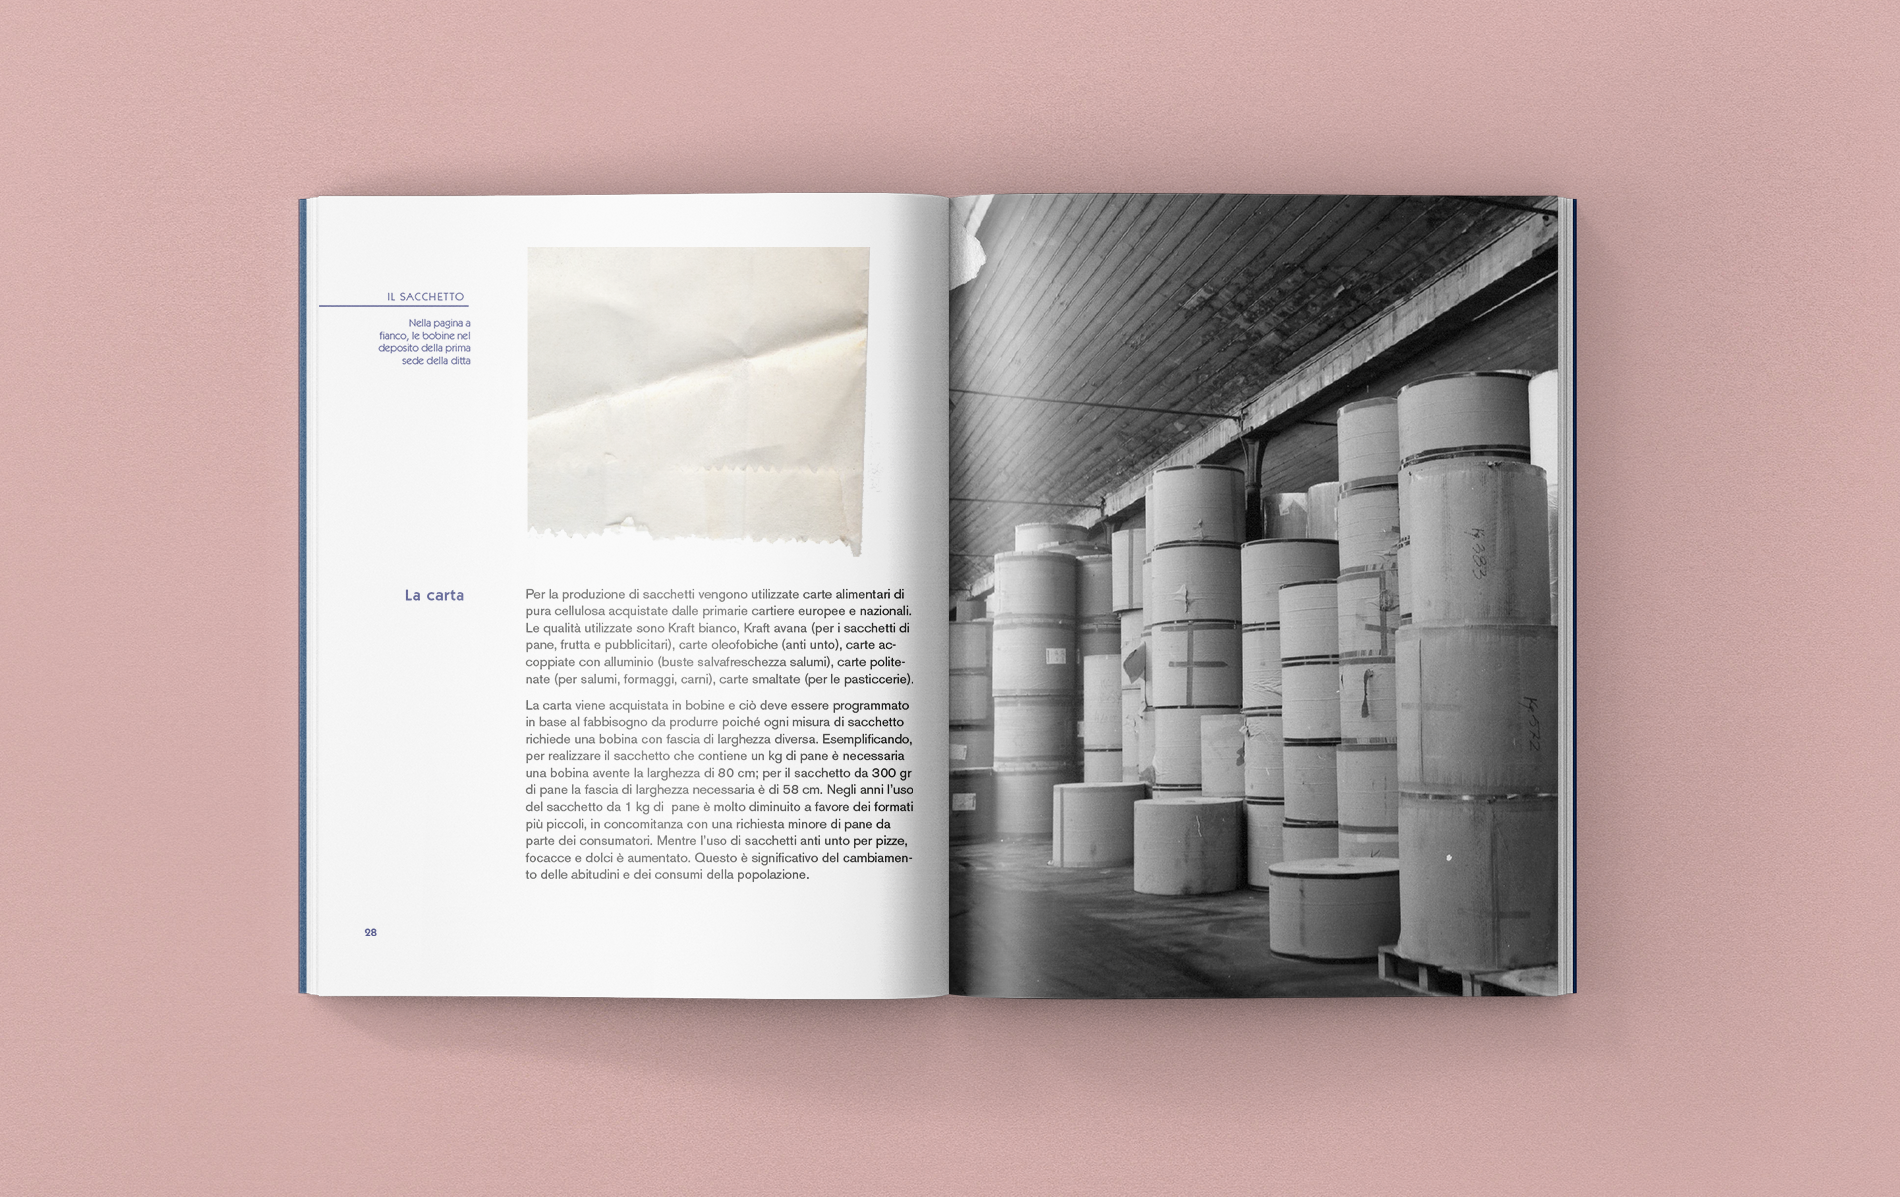 IL SACCHETTO
Nella pagina a
fianco, le bobine nel
deposito della prima
sede della ditta
La carta
Per la produzione di sacchetti vengono utilizzate carte alimentari di
pura cellulosa acquistate dalle primarie cartiere europee e nazionali.
Le qualità utilizzate sono Kraft bianco, Kraft avana (per i sacchetti di
pane, frutta e pubblicitari), carte oleofobiche (anti unto), carte ac-
coppiate con alluminio (buste salvafreschezza salumi), carte polite-
nate (per salumi, formaggi, carni), carte smaltate (per le pasticcerie).
La carta viene acquistata in bobine e ciò deve essere programmato
in base al fabbisogno da produrre poiché ogni misura di sacchetto
richiede una bobina con fascia di larghezza diversa. Esemplificando,
per realizzare il sacchetto che contiene un kg di pane è necessaria
una bobina avente la larghezza di 80 cm; per il sacchetto da 300 gr
di pane la fascia di larghezza necessaria è di 58 cm. Negli anni l'uso
del sacchetto da 1 kg di pane è molto diminuito a favore dei formati
più piccoli, in concomitanza con una richiesta minore di pane da
parte dei consumatori. Mentre l'uso di sacchetti anti unto per pizze,
focacce e dolci è aumentato. Questo è significativo del cambiamen-
to delle abitudini e dei consumi della popolazione.
28